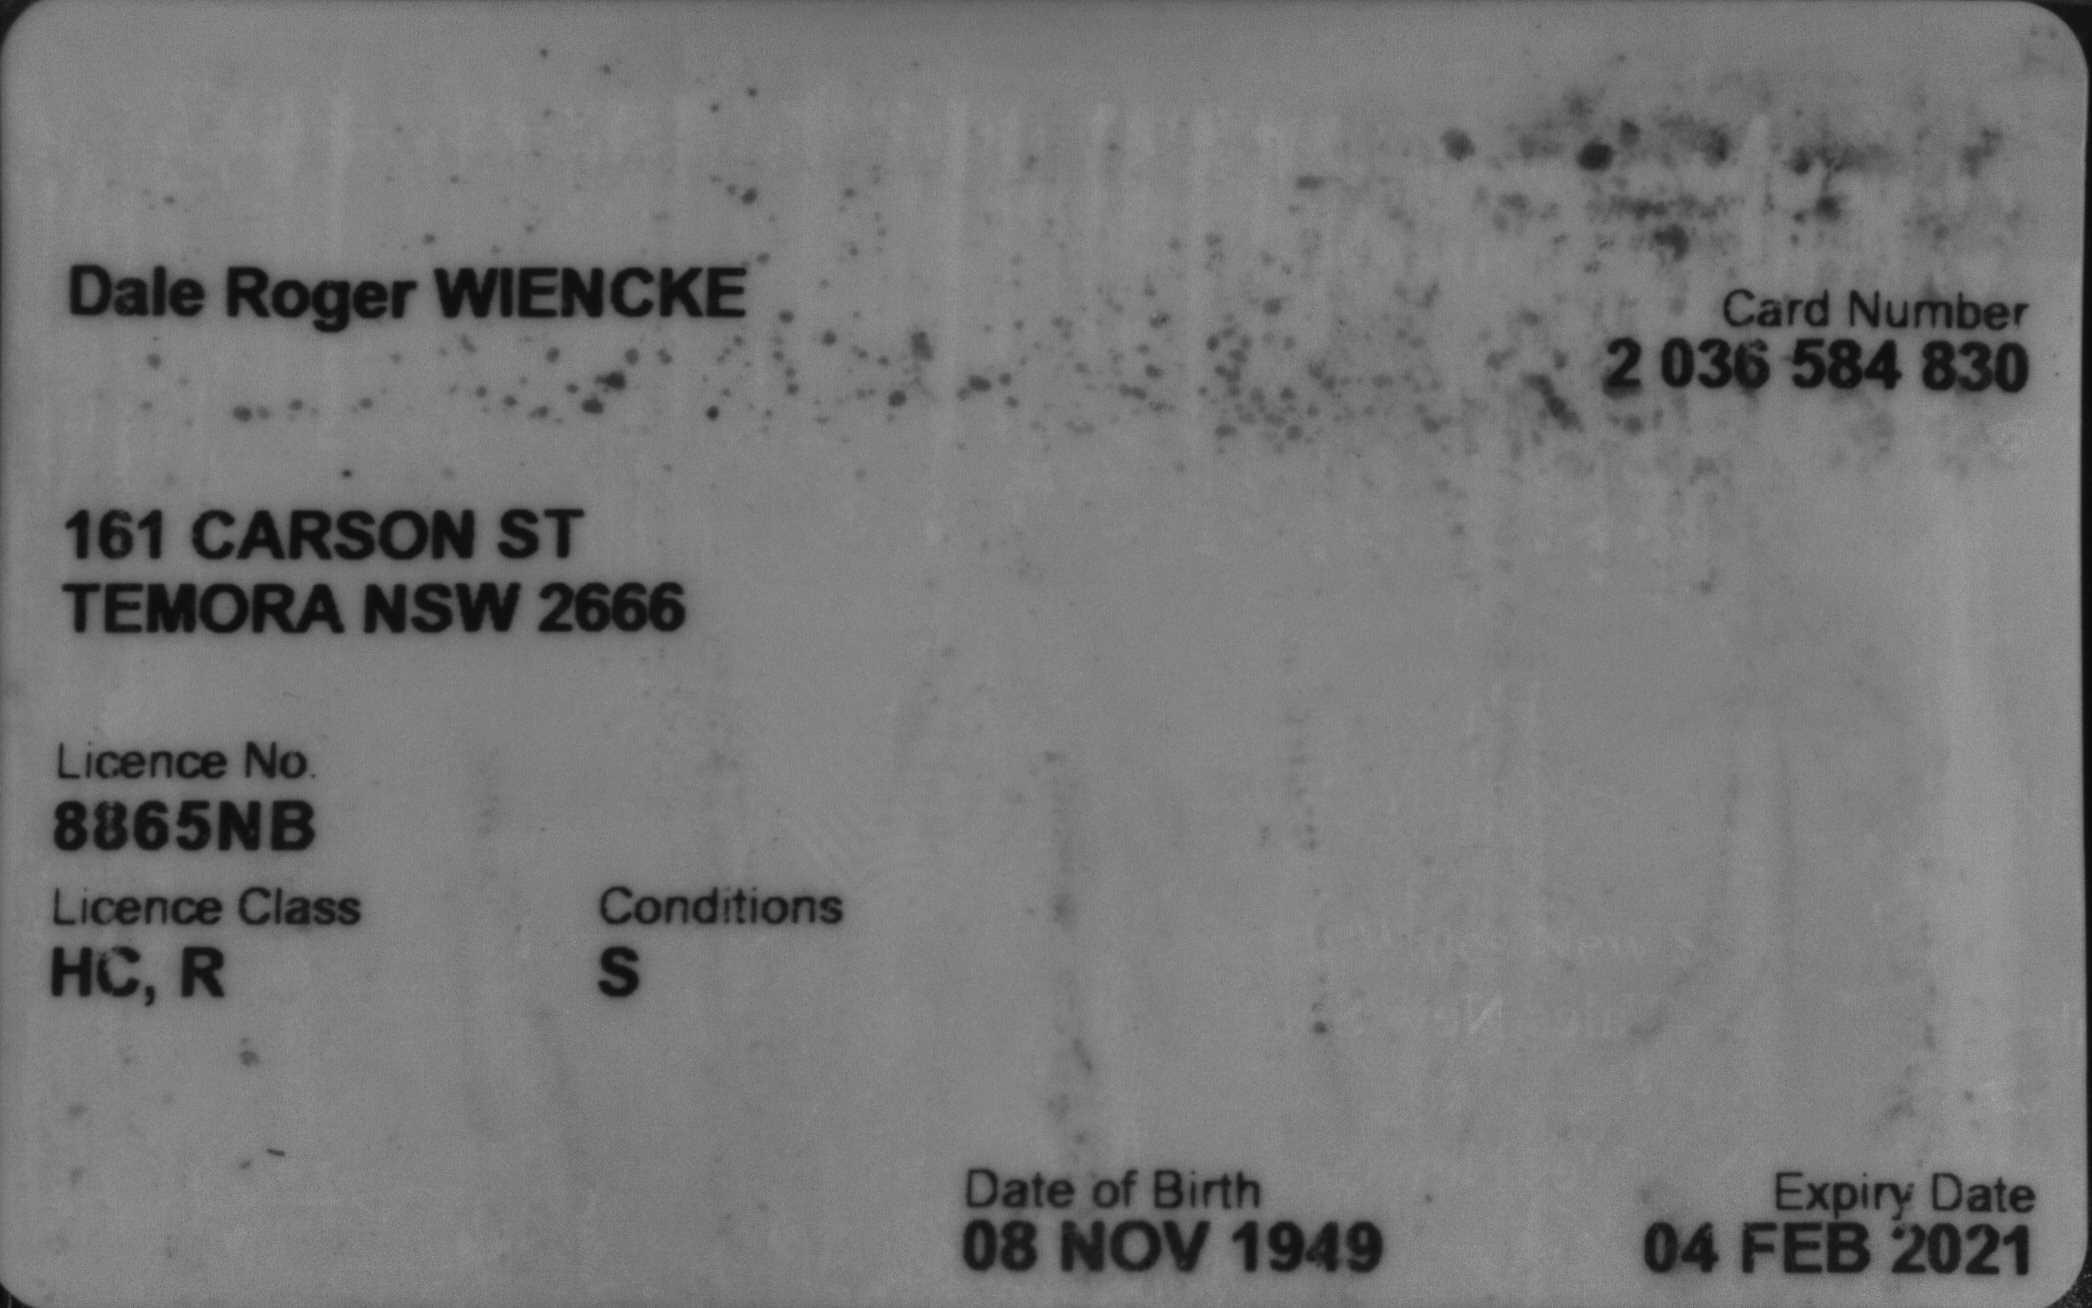 Dale Roger WIENCKE
Card Number
2 036 584 830
161 CARSON ST
TEMORA NSW 2666
Licence No.
8865NB
Licence Class
HC, R
Conditions
S
Date of Birth
08 NOV 1949
Expiry Date
04 FEB 2021